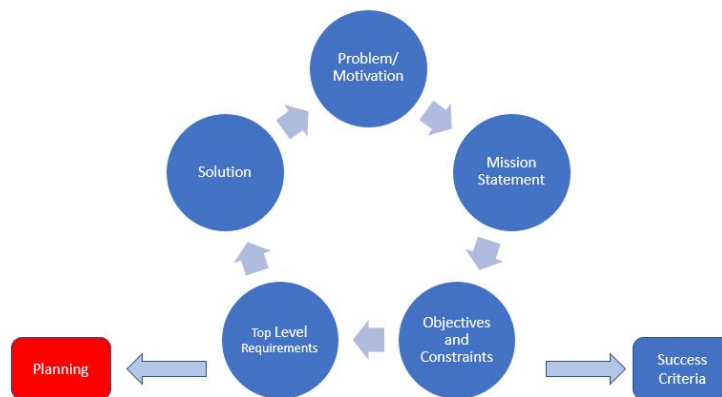 Problem/
Motivation
Mission
Statement
Objectives
and
Constraints
Success
Criteria
Top Level
Requirements
Planning
Solution